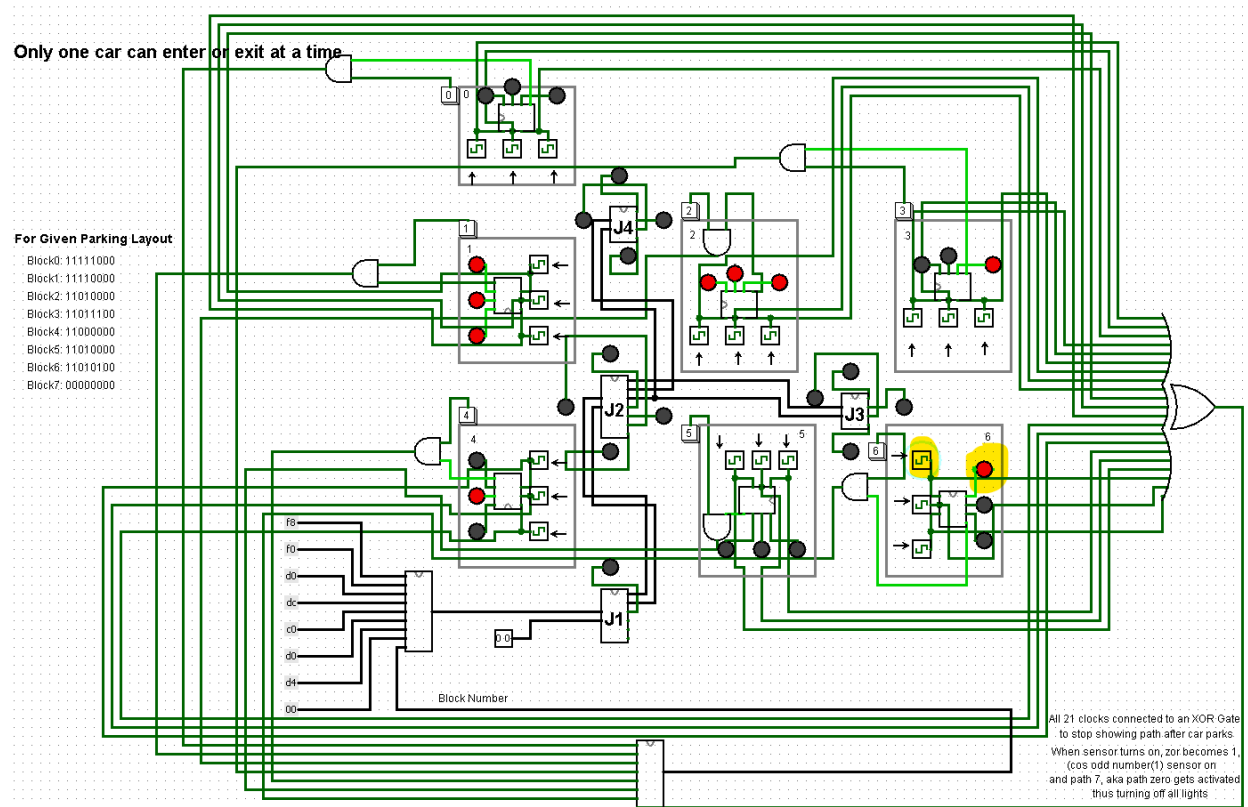 Only one car can enter or exit at a time
0
0
J4
For Given Parking Layout
Block0: 11111000
Block1: 11110000
Block2: 11010000
Block3: 11011100
Block4: 11000000
Block5: 11010000
Block6: 11010100
Block7: 00000000
1
1
2
2
3
3
J2
J3
4
4
5
5
6
6
f8
f0
d0
dc
c0
d0
d4
00
J1
0 0
Block Number
All 21 clocks connected to an XOR Gate
to stop showing path after car parks
When sensor turns on, zor becomes 1,
(cos odd number(1) sensor on
and path 7, aka path zero gets activated
thus turning off all lights